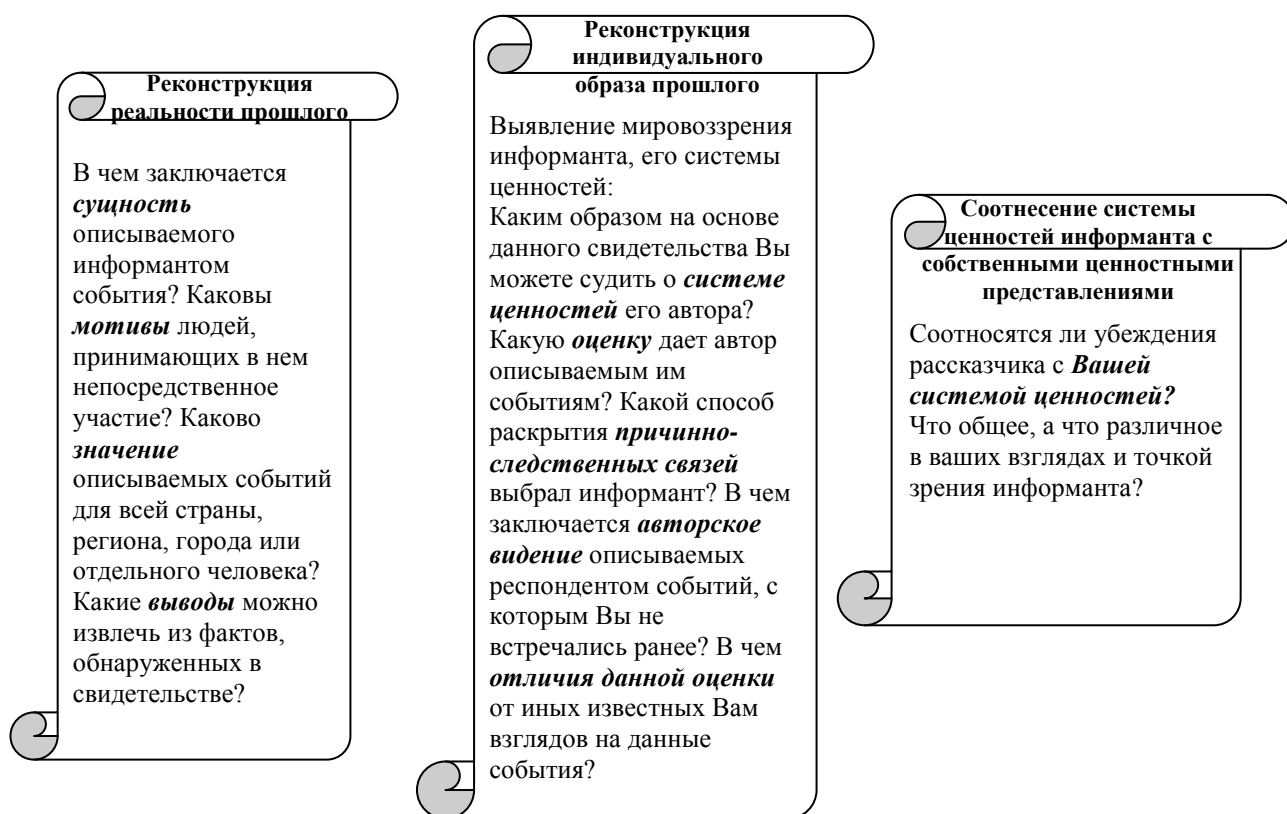 Реконструкция
реальности прошлого
В чем заключается
сущность
описываемого
информантом
события? Каковы
мотивы людей,
принимающих в нем
непосредственное
участие? Каково
значение
описываемых событий
для всей страны,
региона, города или
отдельного человека?
Какие выводы можно
извлечь из фактов,
обнаруженных в
свидетельстве?
Реконструкция
индивидуального
образа прошлого
Выявление мировоззрения
информанта, его системы
ценностей:
Каким образом на основе
данного свидетельства Вы
можете судить о системе
ценностей его автора?
Какую оценку дает автор
описываемым им
событиям? Какой способ
раскрытия причинно-
следственных связей
выбрал информант? В чем
заключается авторское
видение описываемых
респондентом событий, с
которым Вы не
встречались ранее? В чем
отличия данной оценки
от иных известных Вам
взглядов на данные
события?
Соотнесение системы
ценностей информанта с
собственными ценностными
представлениями
Соотносятся ли убеждения
рассказчика с Вашей
системой ценностей?
Что общее, а что различное
в ваших взглядах и точкой
зрения информанта?